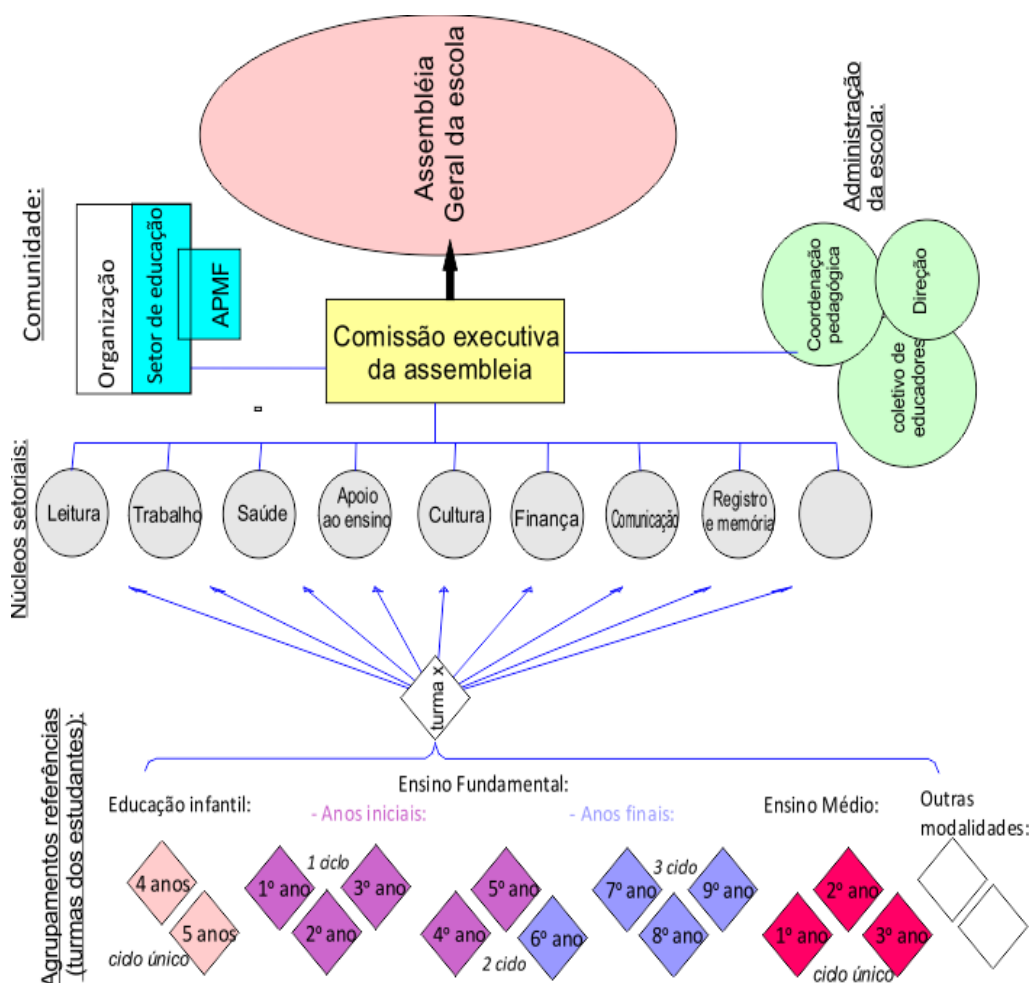 Assembléia
Geral da escola
Administração
da escola:
Comunidade:
Organização
Setor de educação
APMF
Coordenação
pedagógica
Direção
coletivo de
educadores
Comissão executiva
da assembleia
Núcleos setoriais:
Leitura
Trabalho
Saúde
Apoio
ao ensino
Cultura
Finança
Comunicação
Registro
e memória
turma x
Agrupamentos referências
(turmas dos estudantes):
Educação infantil:
Ensino Fundamental:
- Anos iniciais:
- Anos finais:
Ensino Médio:
Outras
modalidades:
4 anos
5 anos
ciclo único
1º ano
1 ciclo
3º ano
2º ano
5º ano
4º ano
6º ano
2 ciclo
7º ano
3 ciclo
9º ano
8º ano
2º ano
1º ano
3º ano
ciclo único